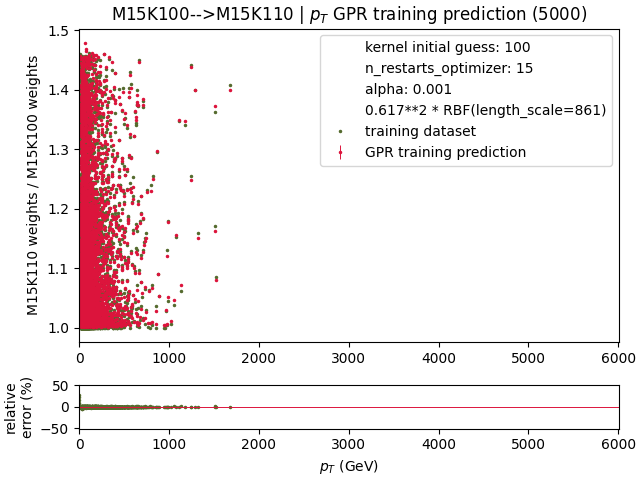 M15K100-->M15K110 | pT GPR training prediction (5000)
M15K110 weights / M15K100 weights
1.5
1.4
1.3
1.2
1.1
1.0
kernel initial guess: 100
n_restarts_optimizer: 15
alpha: 0.001
0.617**2 * RBF(length_scale=861)
training dataset
GPR training prediction
0 1000 2000 3000 4000 5000 6000
relative
error (%)
50
0
−50
0 1000 2000 3000 4000 5000 6000
pT (GeV)